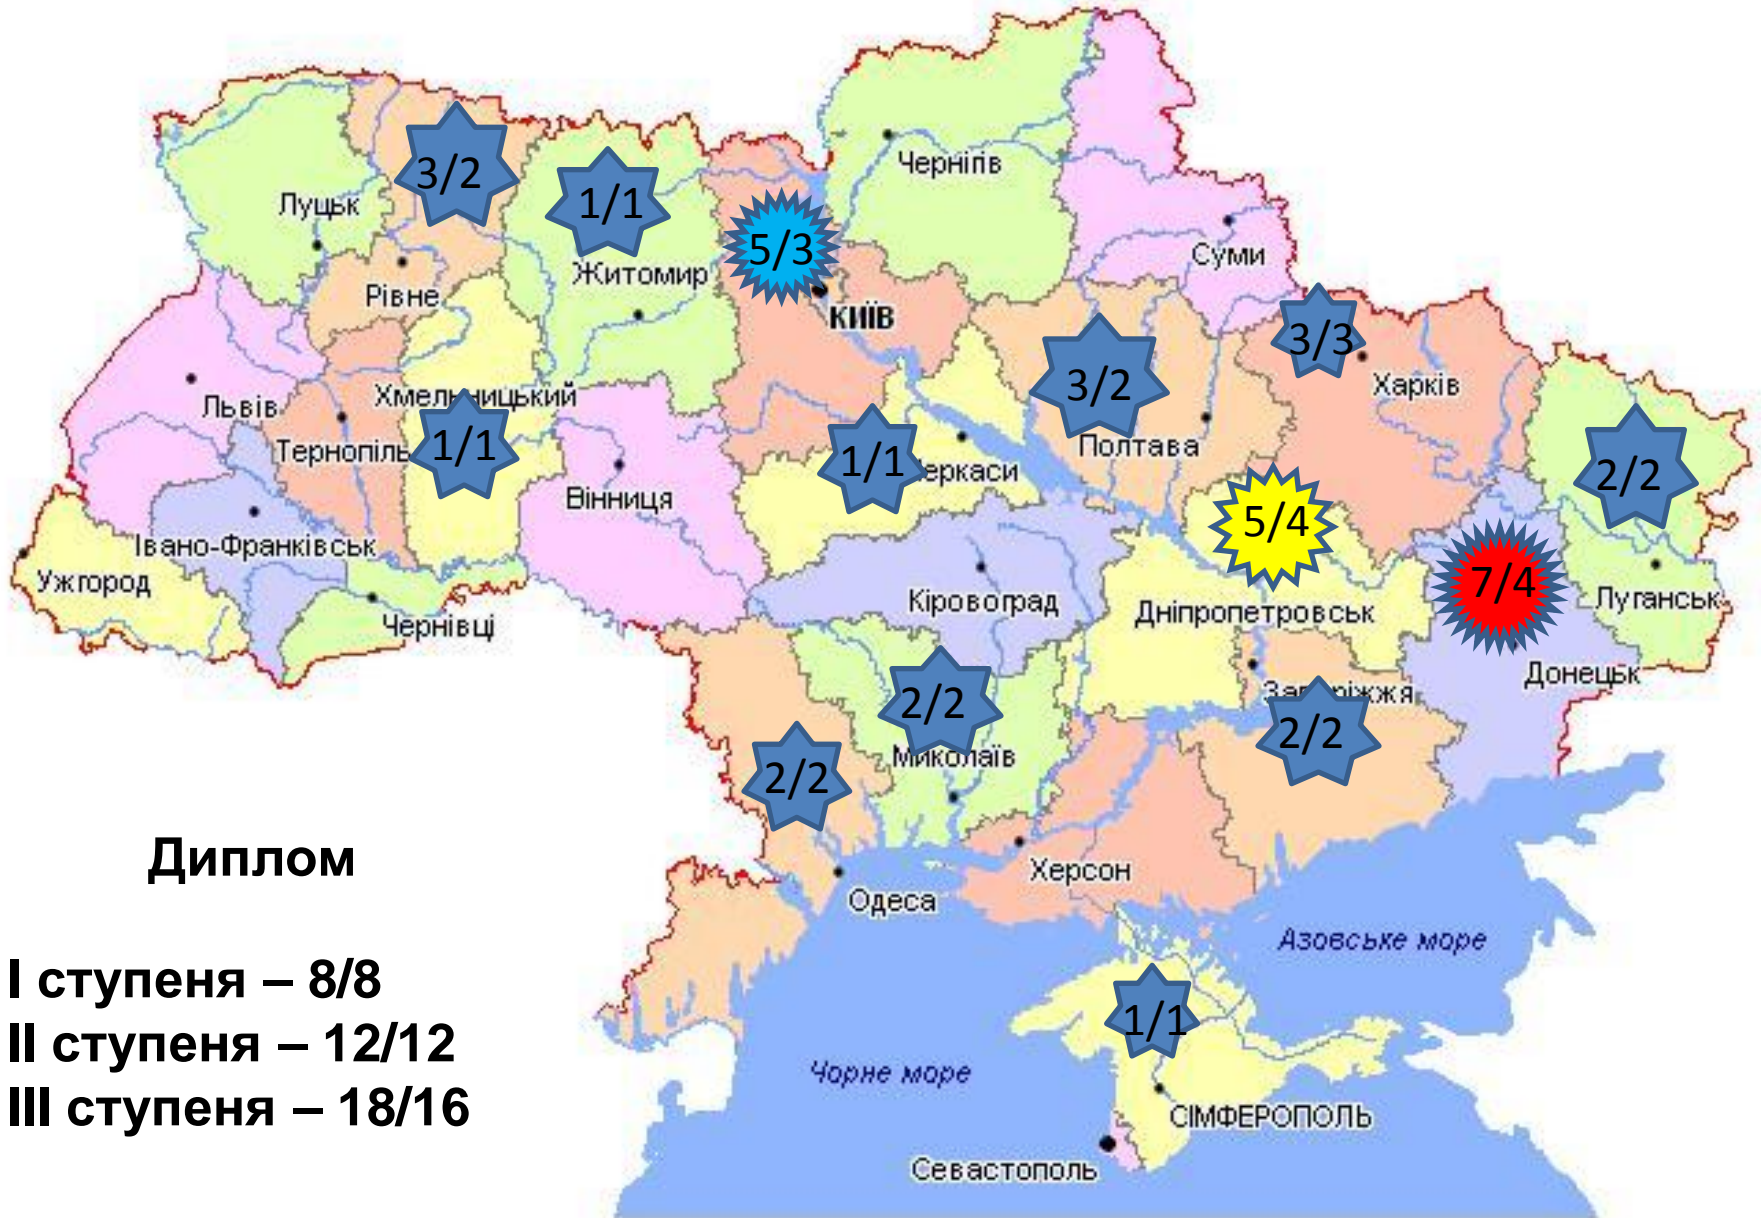 Чернігів
3/2
1/1
Луцьк
5/3
Суми
Житомир
Рівне
КИЇВ
3/3
Харків
3/2
Львів
Хмельницький
Тернопіль
1/1
1/1
Черкаси
Полтава
2/2
Вінниця
5/4
Івано-Франківськ
Ужгород
7/4
Луганськ
Кіровоград
Дніпропетровськ
Чернівці
Донецьк
Запоріжжя
2/2
2/2
Миколаїв
2/2
Диплом
Херсон
Одеса
Азовське море
І ступеня – 8/8
ІІ ступеня – 12/12
ІІІ ступеня – 18/16
1/1
Чорне море
СІМФЕРОПОЛЬ
Севастополь